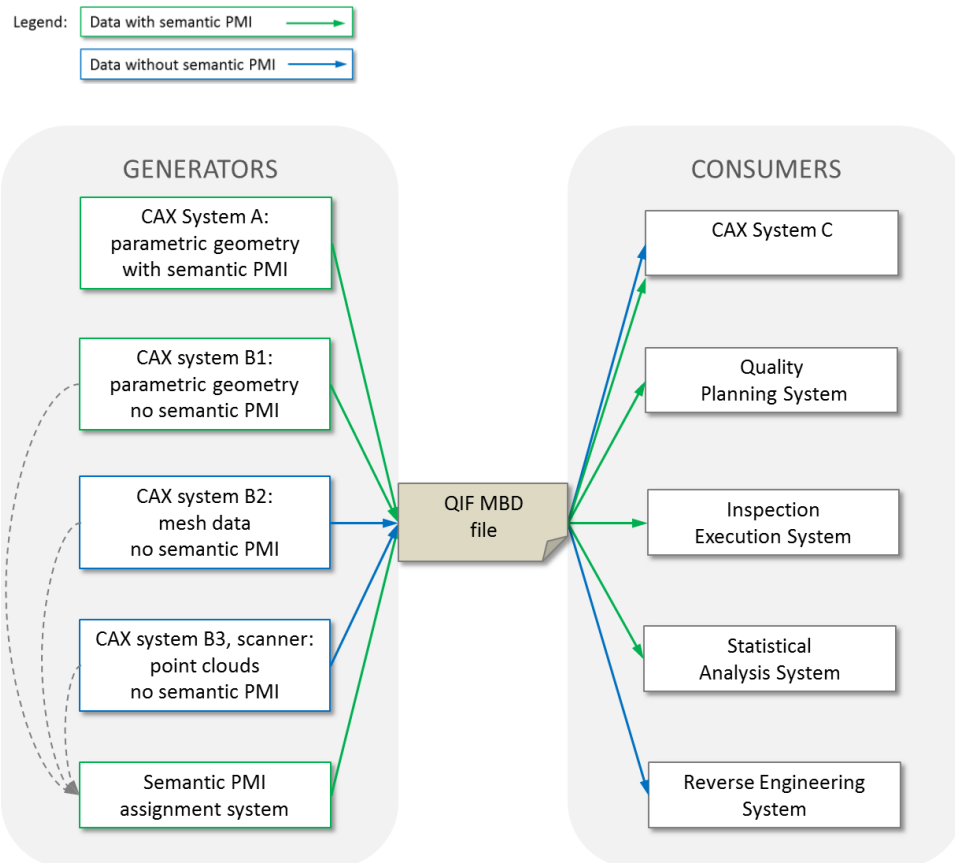 Legend:
Data with semantic PMI
Data without semantic PMI
GENERATORS
CAX System A:
parametric geometry
with semantic PMI
CAX system B1:
parametric geometry
no semantic PMI
CAX system B2:
mesh data
no semantic PMI
CAX system B3, scanner:
point clouds
no semantic PMI
Semantic PMI
assignment system
QIF MBD
file
CONSUMERS
CAX System C
Quality
Planning System
Inspection
Execution System
Statistical
Analysis System
Reverse Engineering
System